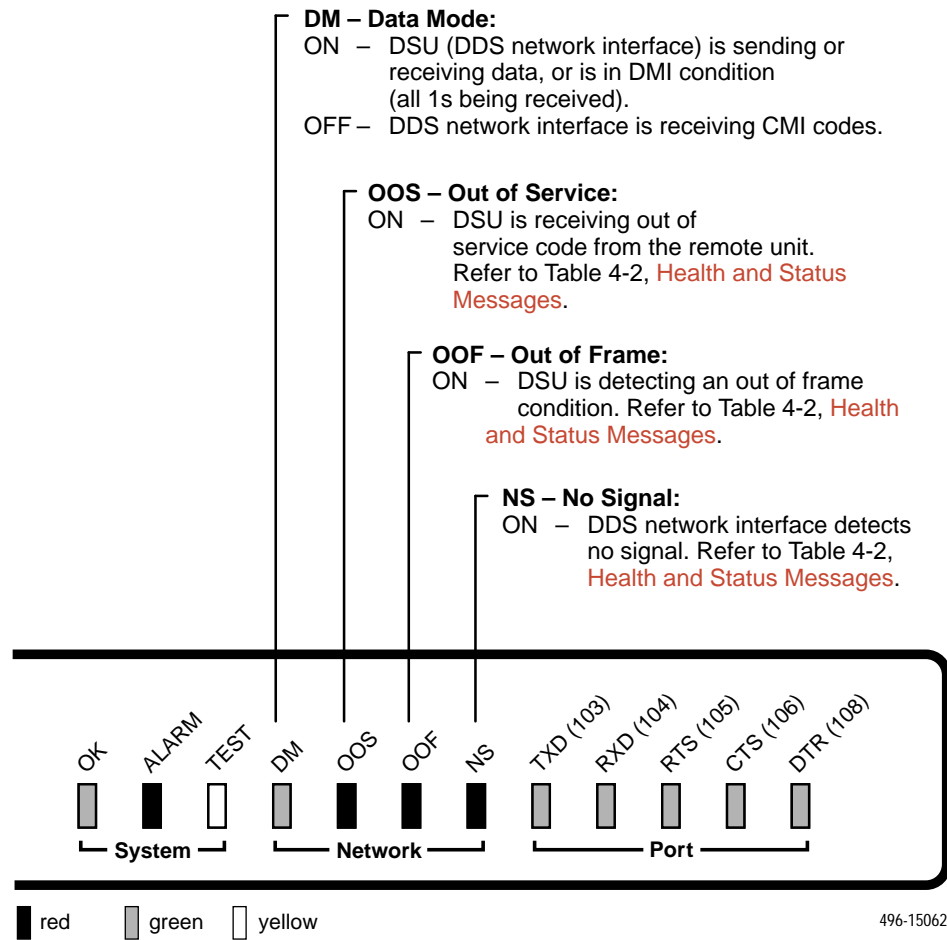 DM – Data Mode:
ON – DSU (DDS network interface) is sending or
receiving data, or is in DMI condition
(all 1s being received).
OFF – DDS network interface is receiving CMI codes.
OOS – Out of Service:
ON – DSU is receiving out of
service code from the remote unit.
Refer to Table 4-2, Health and Status
Messages.
OOF – Out of Frame:
ON – DSU is detecting an out of frame
condition. Refer to Table 4-2, Health
and Status Messages.
NS – No Signal:
ON – DDS network interface detects
no signal. Refer to Table 4-2,
Health and Status Messages.
OK ALARM TEST DM OOS OOF NS TXD (103) RXD (104) RTS (105) CTS (106) DTR (108)
System Network Port
red green yellow
496-15062